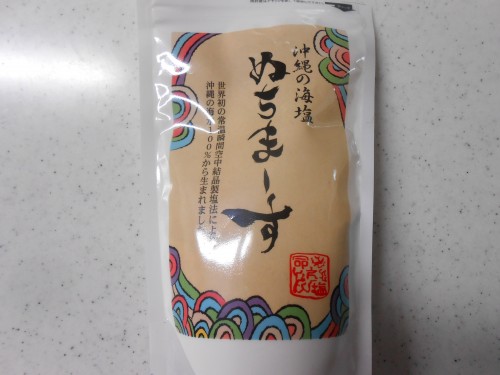 沖縄の海塩
ぬちまーす
世界初の常温瞬間空中結晶製塩法によ
沖縄の海水100%から生まれまし